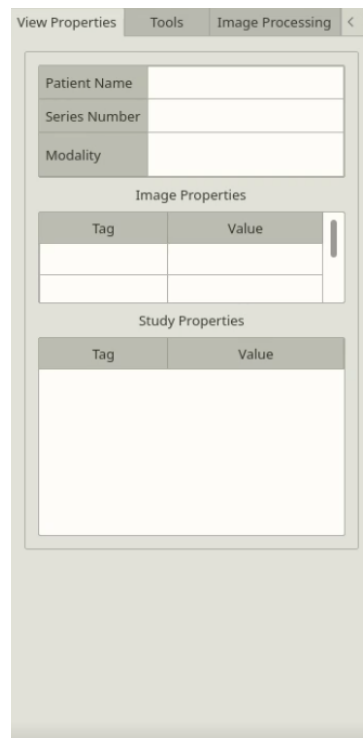 View Properties Tools Image Processing <
Patient Name
Series Number
Modality
Image Properties
Tag Value
Study Properties
Tag Value